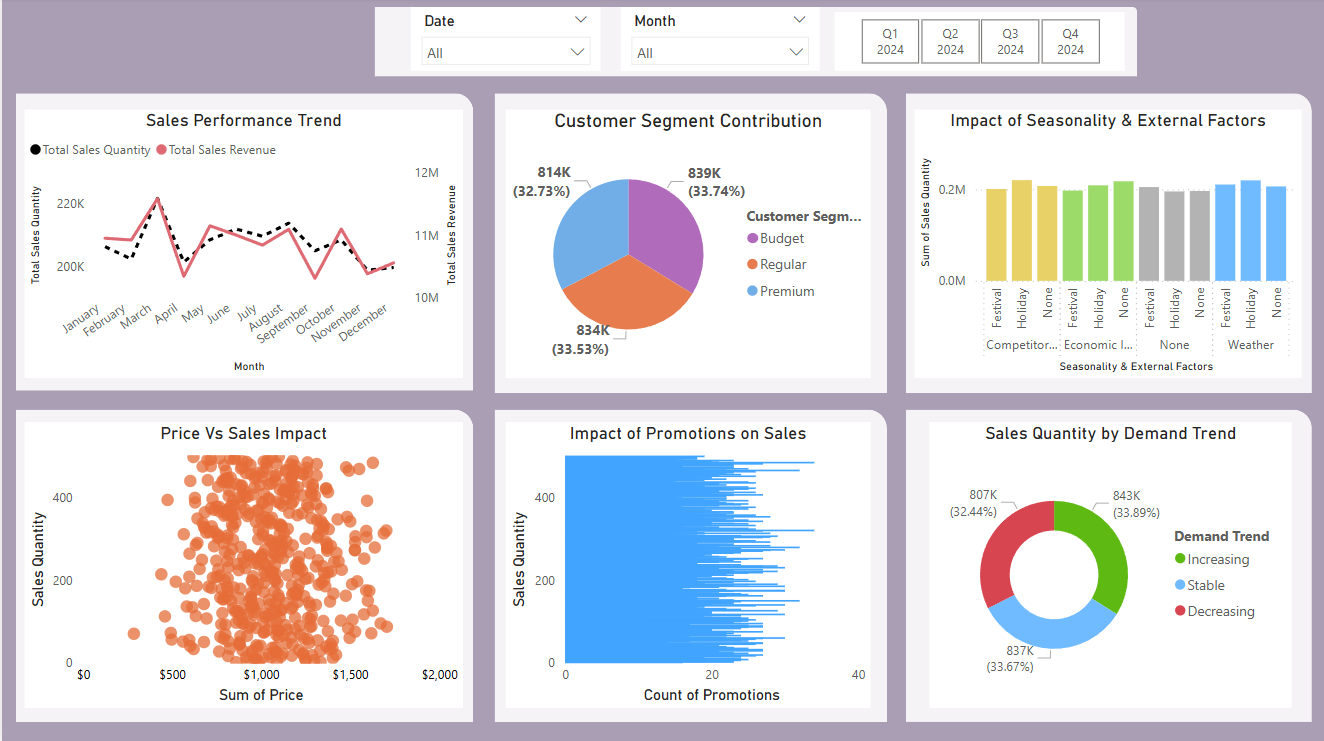 Date
All
Month
All
Q1
2024
Q2
2024
Q3
2024
Q4
2024
Sales Performance Trend
Total Sales Quantity
Total Sales Revenue
Total Sales Quantity
220K
200K
12M
11M
10M
Total Sales Revenue
January
February
March
April
May
June
July
August
September
October
November
December
Month
Customer Segment Contribution
814K
(32.73%)
839K
(33.74%)
834K
(33.53%)
Customer Segm...
Budget
Regular
Premium
Impact of Seasonality & External Factors
Sum of Sales Quantity
0.2M
0.0M
Festival
Holiday
None
Festival
Holiday
None
Festival
Holiday
None
Festival
Holiday
None
Competitor...
Economic I...
None
Weather
Seasonality & External Factors
Price Vs Sales Impact
Sales Quantity
400
200
0
$0
$500
$1,000
$1,500
$2,000
Sum of Price
Impact of Promotions on Sales
Sales Quantity
400
200
0
0
20
40
Count of Promotions
Sales Quantity by Demand Trend
807K
(32.44%)
843K
(33.89%)
837K
(33.67%)
Demand Trend
Increasing
Stable
Decreasing